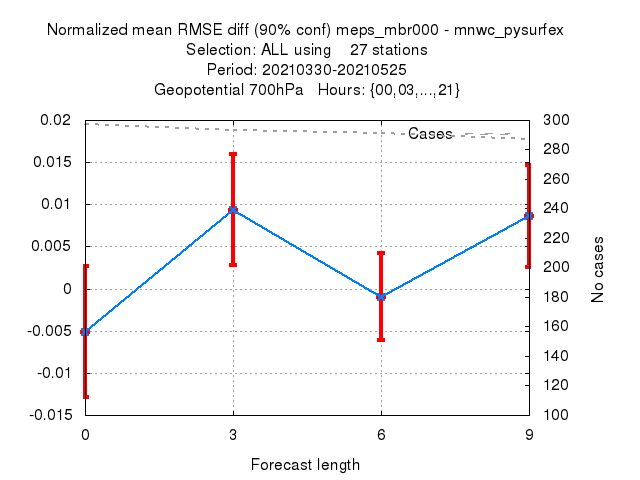 Normalized mean RMSE diff (90% conf) meps_mbr000 - mnwc_pysurfex
Selection: ALL using    27 stations
Period: 20210330-20210525
Geopotential 700hPa   Hours: {00,03,...,21}
0.02
0.015
0.01
0.005
0
-0.005
-0.01
-0.015
300
280
260
240
220
200
180
160
140
120
100
Cases
No cases
0 3 6 9
Forecast length